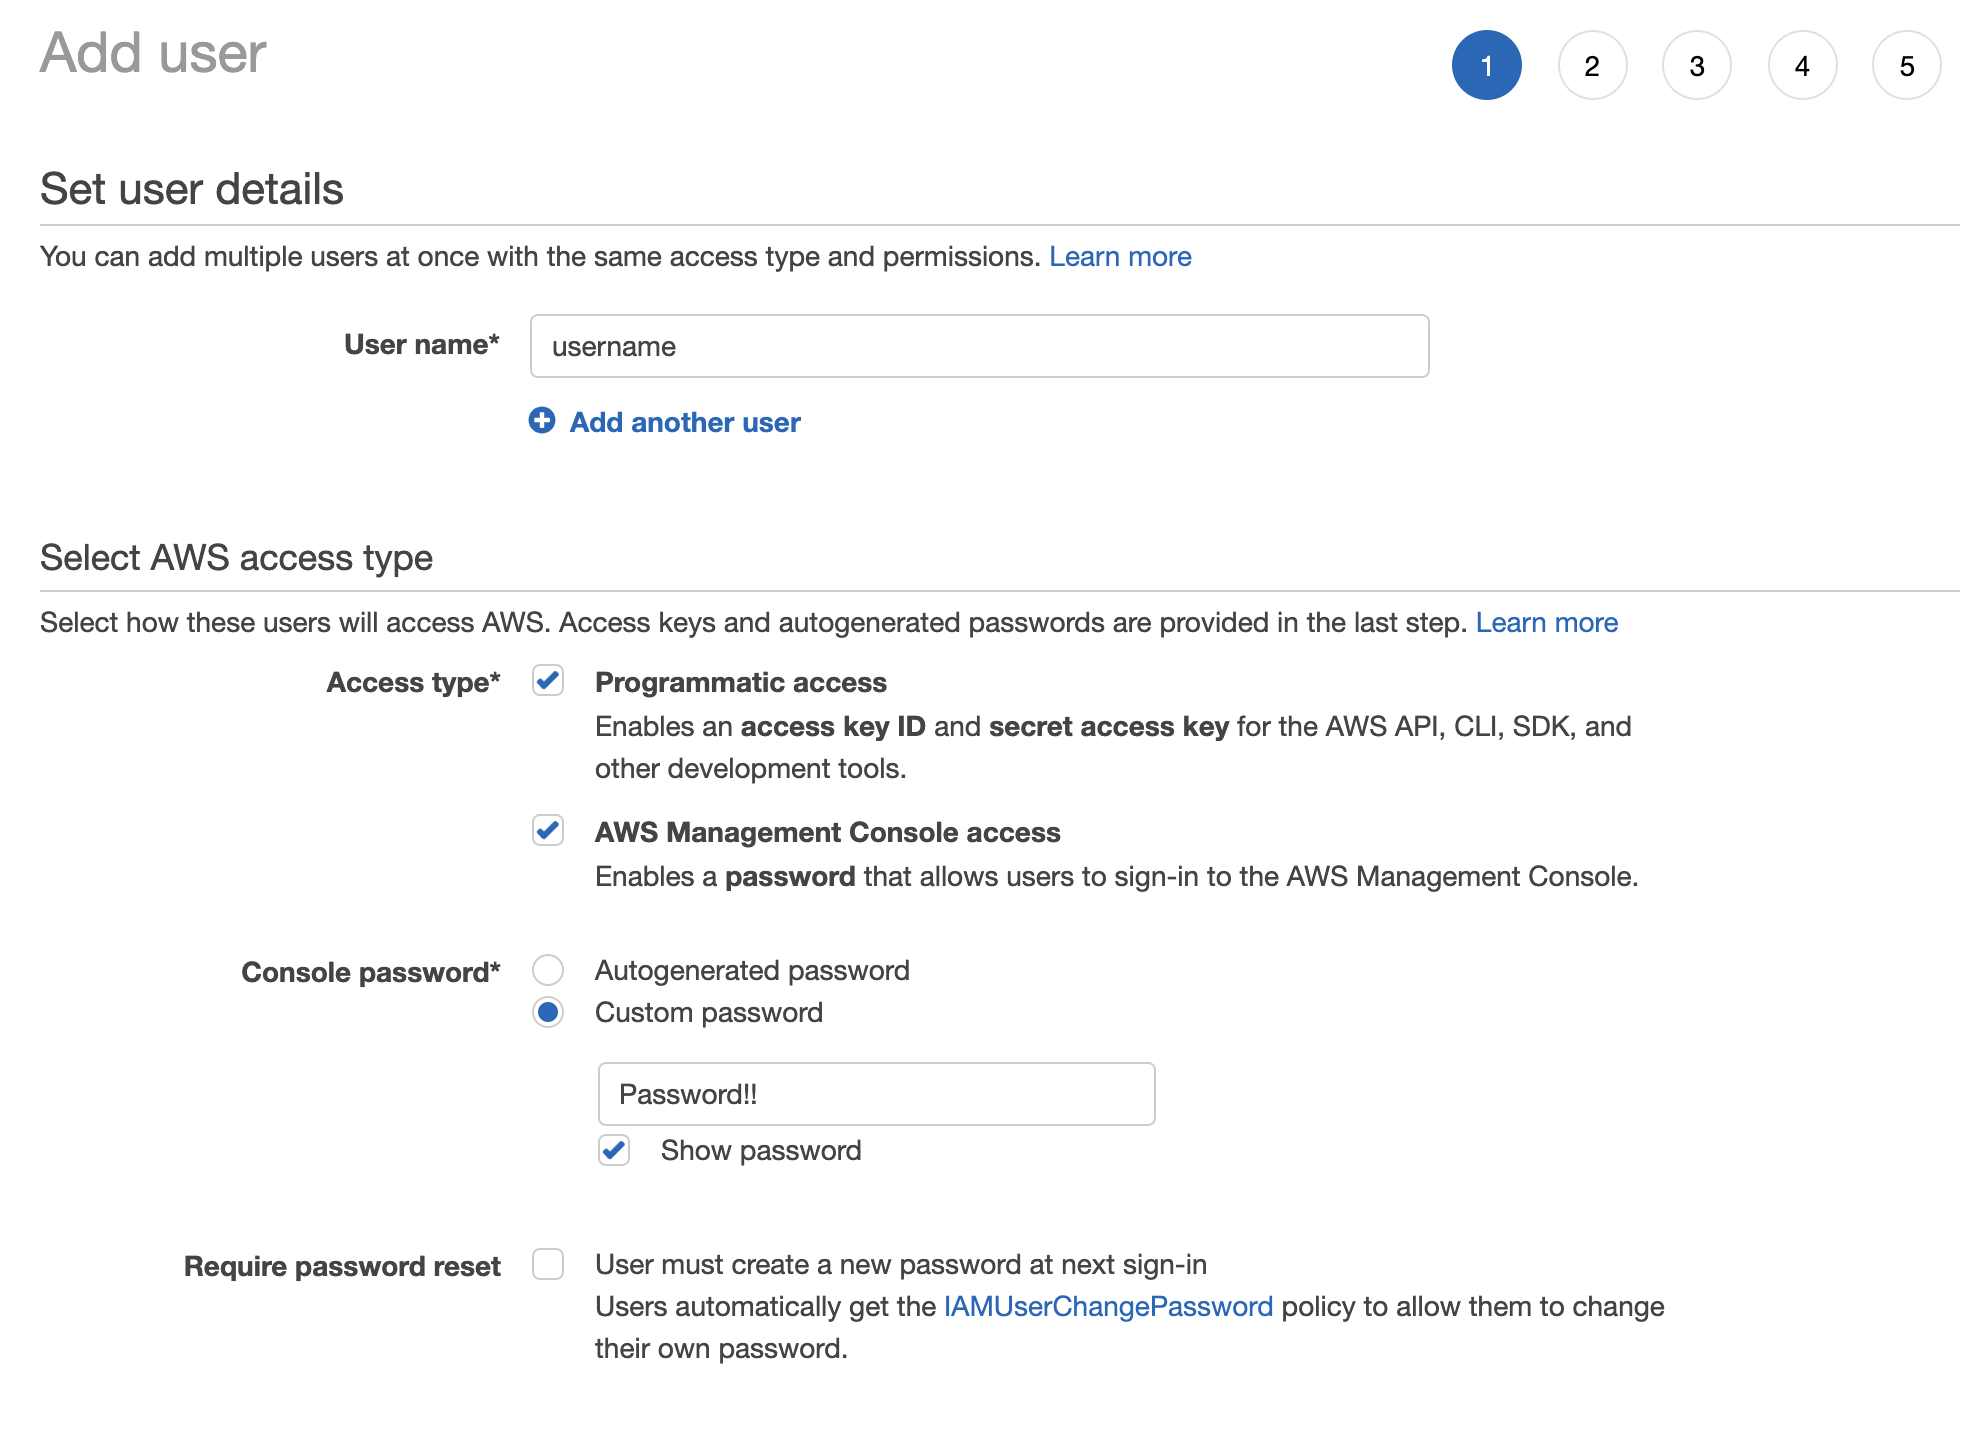 Add user
1 2 3 4 5
Set user details
You can add multiple users at once with the same access type and permissions. Learn more
User name* username
Add another user
Select AWS access type
Select how these users will access AWS. Access keys and autogenerated passwords are provided in the last step. Learn more
Access type* Programmatic access
Enables an access key ID and secret access key for the AWS API, CLI, SDK, and
other development tools.
AWS Management Console access
Enables a password that allows users to sign-in to the AWS Management Console.
Console password* Autogenerated password
Custom password
Password!!
Show password
Require password reset User must create a new password at next sign-in
Users automatically get the IAMUserChangePassword policy to allow them to change
their own password.